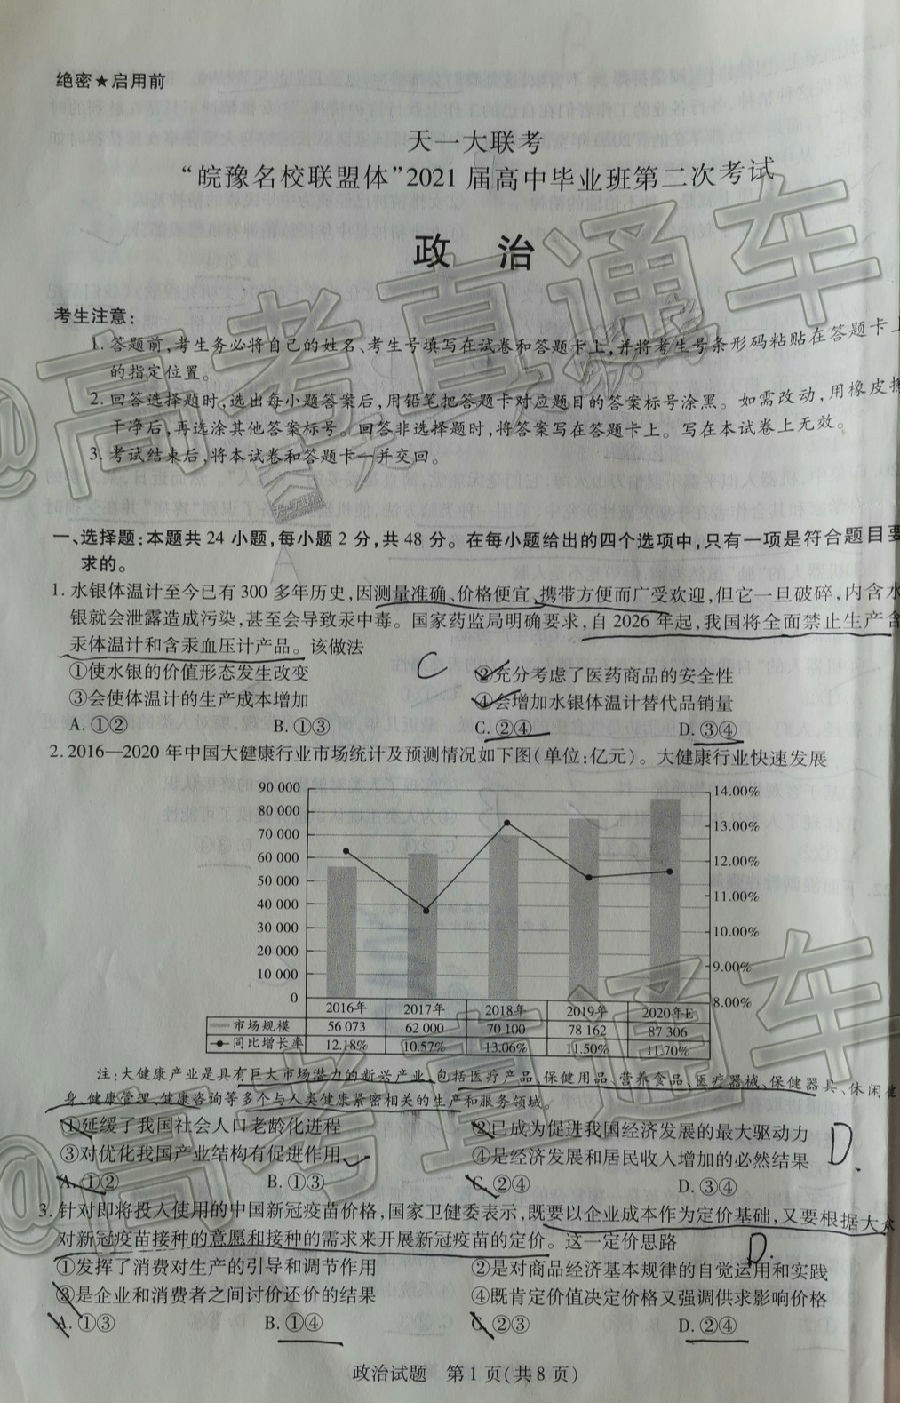 绝密★启用前
天一大联考
“皖豫名校联盟体”2021届高中毕业班第二次考试
政 治
考生注意:
1. 答题前,考生务必将自己的姓名、考生号填写在试卷和答题卡上,并将考生号条形码粘贴在答题卡上
的指定位置。
2. 回答选择题时,选出每小题答案后,用铅笔把答题卡对应题目的答案标号涂黑。如需改动,用橡皮擦
干净后,再选涂其他答案标号。回答非选择题时,将答案写在答题卡上。写在本试卷上无效。
3. 考试结束后,将本试卷和答题卡一并交回。
一、选择题:本题共24小题,每小题2分,共48分。在每小题给出的四个选项中,只有一项是符合题目要
求的。
1. 水银体温计至今已有300多年历史,因测量准确、价格便宜、携带方便而广受欢迎,但它一旦破碎,内含水
银就会泄露造成污染,甚至会导致汞中毒。国家药监局明确要求,自2026年起,我国将全面禁止生产含
汞体温计和含汞血压计产品。该做法
C
①使水银的价值形态发生改变 ②充分考虑了医药商品的安全性
③会使体温计的生产成本增加 ④会增加水银体温计替代品销量
A. ①② B. ①③ C. ②④ D. ③④
2. 2016—2020年中国大健康行业市场统计及预测情况如下图(单位:亿元)。大健康行业快速发展
90 000 14.00%
80 000 13.00%
70 000
60 000 12.00%
50 000 11.00%
40 000
30 000 10.00%
20 000 9.00%
10 000
0 8.00%
2016年 2017年 2018年 2019年 2020年E
市场规模 56 073 62 000 70 100 78 162 87 306
同比增长率 12.18% 10.57% 13.06% 11.50% 11.70%
注:大健康产业是具有巨大市场潜力的新兴产业,包括医疗产品、保健用品、营养食品、医疗器械、保健器具、休闲健
身、健康管理、健康咨询等多个与人类健康紧密相关的生产和服务领域。
①延缓了我国社会人口老龄化进程 ②已成为促进我国经济发展的最大驱动力
D.
③对优化我国产业结构有促进作用 ④是经济发展和居民收入增加的必然结果
A. ①② B. ①③ C. ②④ D. ③④
3. 针对即将投入使用的中国新冠疫苗价格,国家卫健委表示,既要以企业成本作为定价基础,又要根据大众
对新冠疫苗接种的意愿和接种的需求来开展新冠疫苗的定价。这一定价思路
D.
①发挥了消费对生产的引导和调节作用 ②是对商品经济基本规律的自觉运用和实践
③是企业和消费者之间讨价还价的结果 ④既肯定价值决定价格又强调供求影响价格
A. ①③ B. ①④ C. ②③ D. ②④
政治试题 第1页(共8页)
@高考直通车
@高考直通车